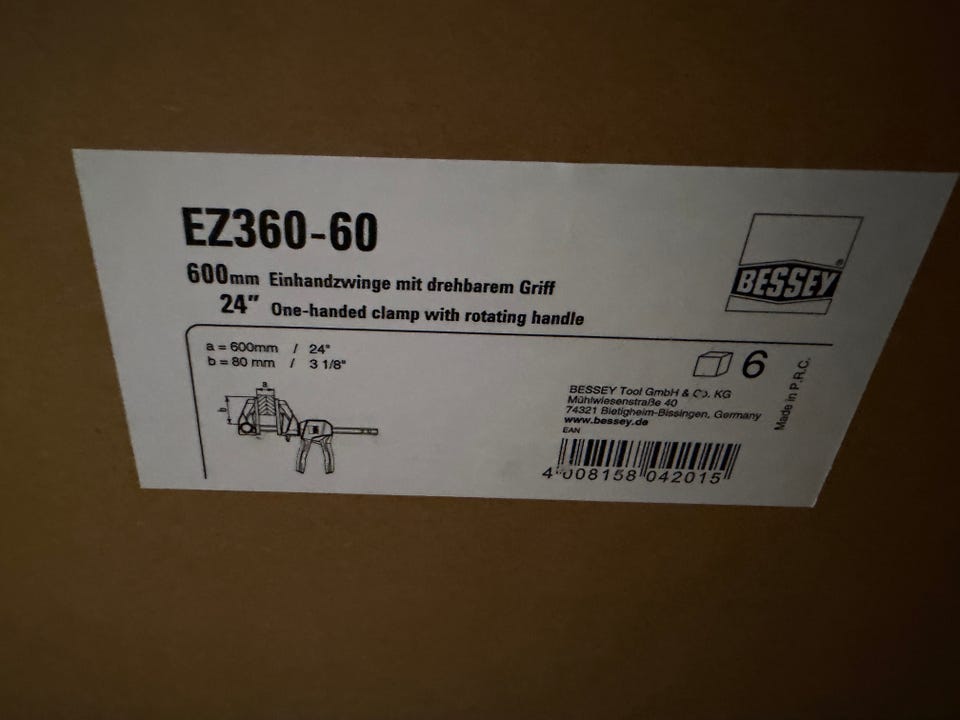 EZ360-60
600mm Einhandzwinge mit drehbarem Griff
24" One-handed clamp with rotating handle
BESSEY®
a = 600mm / 24"
b = 80 mm / 3 1/8"
a
b
6
BESSEY Tool GmbH & Co. KG
Mühlwiesenstraße 40
74321 Bietigheim-Bissingen, Germany
www.bessey.de
EAN
4 008158 042015
Made in P.R.C.